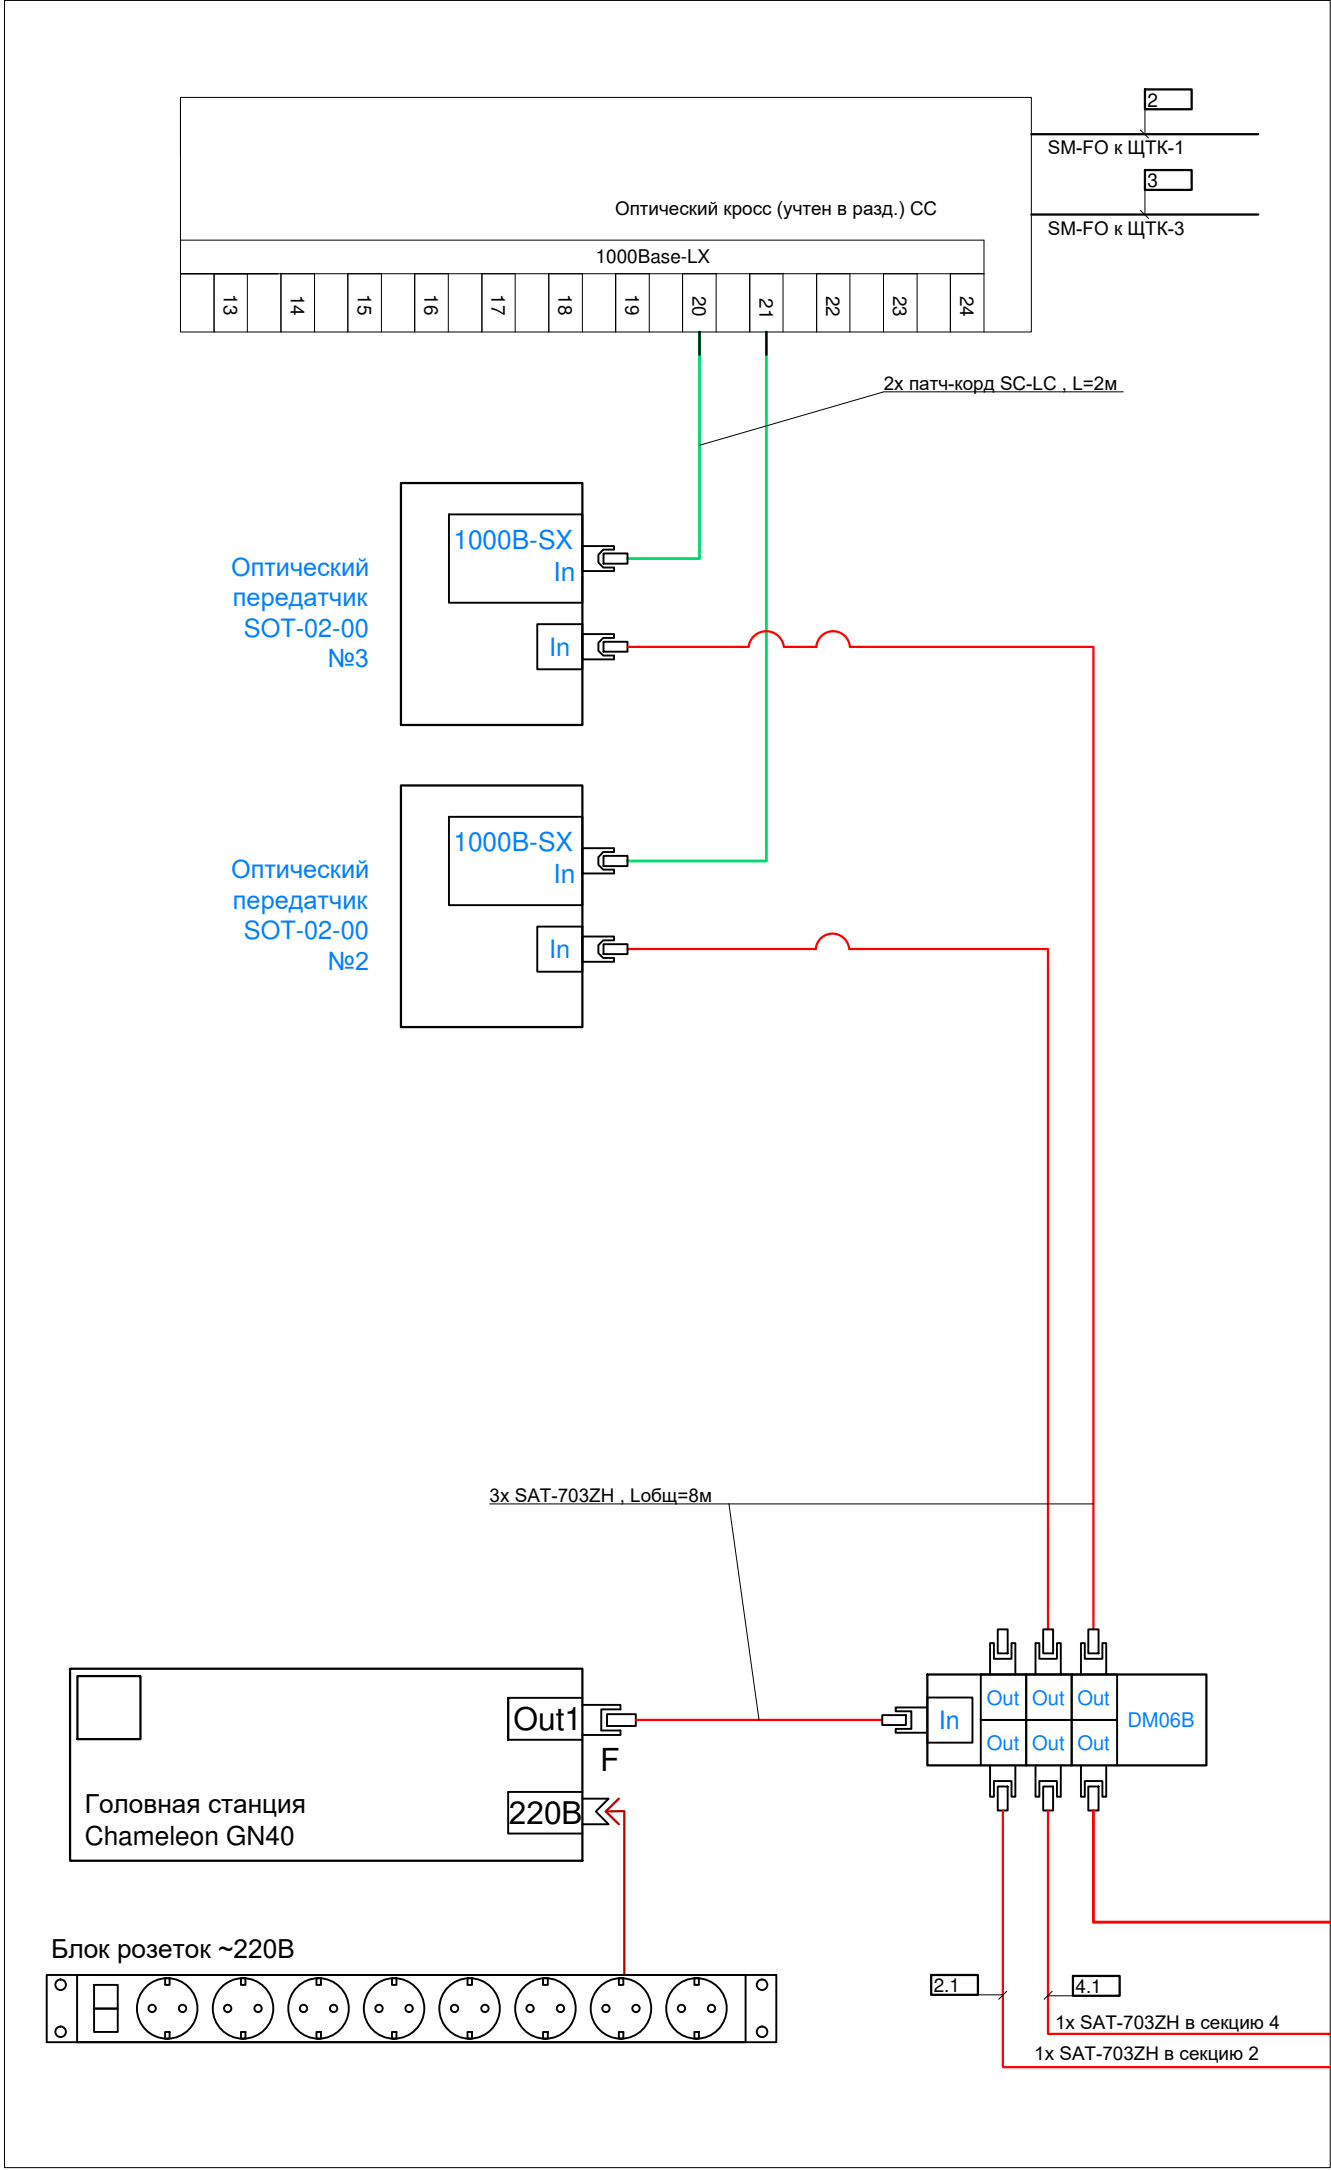 2
SM-FO к ЩТК-1
3
SM-FO к ЩТК-3
Оптический кросс (учтен в разд.) СС
1000Base-LX
13 14 15 16 17 18 19 20 21 22 23 24
2х патч-корд SC-LC , L=2м
1000B-SX
In
Оптический
передатчик
SOT-02-00
№3
In
1000B-SX
In
Оптический
передатчик
SOT-02-00
№2
In
3х SAT-703ZH , Lобщ=8м
Out1
F
220В
Головная станция
Chameleon GN40
In
Out Out Out
DM06B
Out Out Out
Блок розеток ~220В
2.1
4.1
1х SAT-703ZH в секцию 4
1х SAT-703ZH в секцию 2